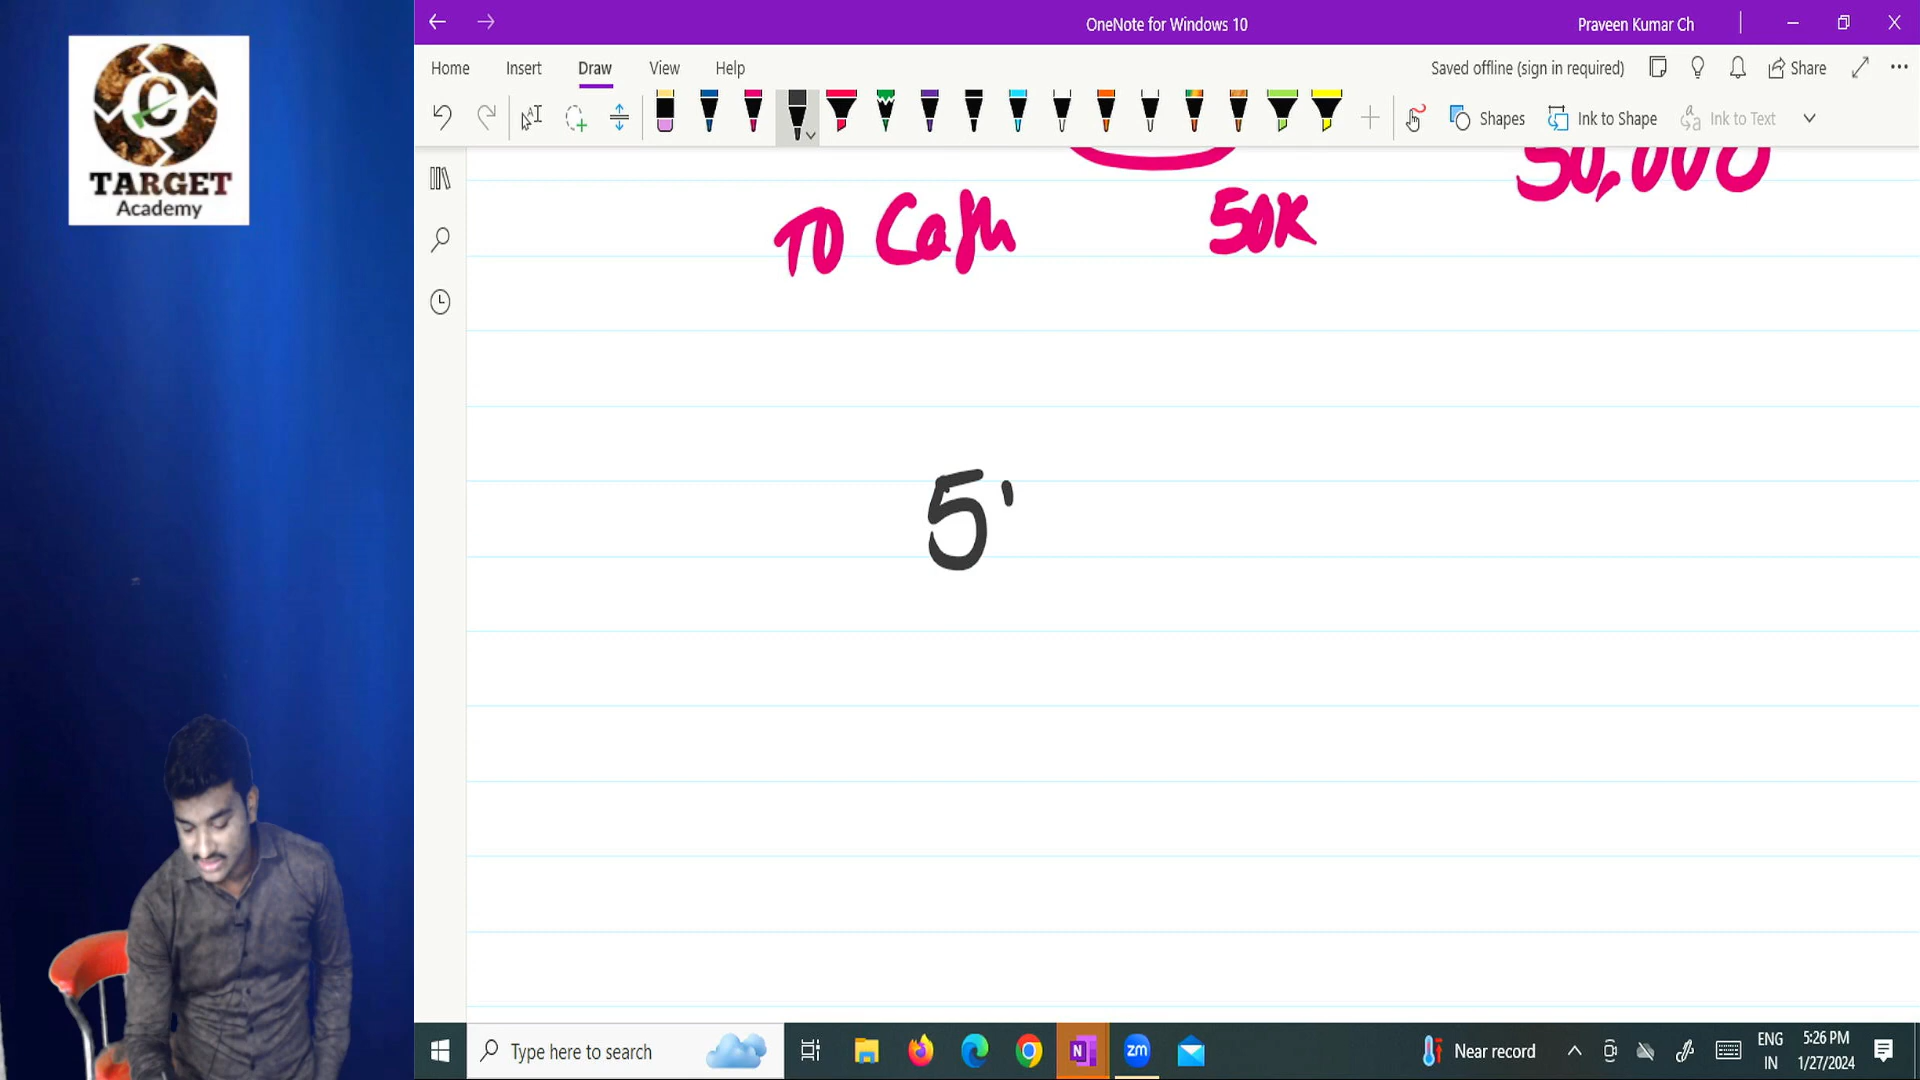 OneNote for Windows 10 Praveen Kumar Ch
Home Insert Draw View Help Saved offline (sign in required) Share
Shapes Ink to Shape Ink to Text
C
TARGET
Academy
50,000
TO Cash 50K
5'
Type here to search N zm Near record ENG 5:26 PM
IN 1/27/2024